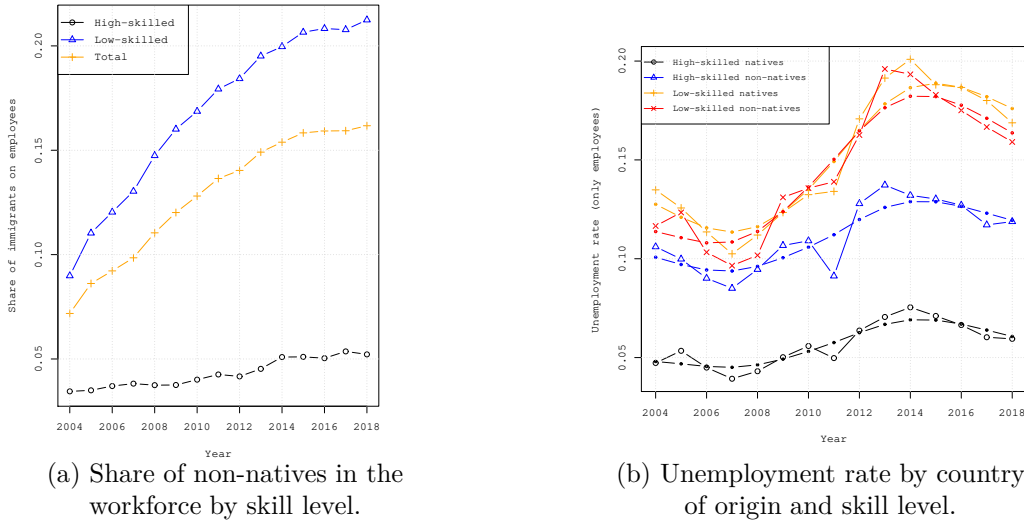 High-skilled
Low-skilled
Total
Share of immigrants on employees
0.20
0.15
0.10
0.05
2004 2006 2008 2010 2012 2014 2016 2018
Year
(a) Share of non-natives in the
workforce by skill level.
High-skilled natives
High-skilled non-natives
Low-skilled natives
Low-skilled non-natives
Unemployment rate (only employees)
0.20
0.15
0.10
0.05
2004 2006 2008 2010 2012 2014 2016 2018
Year
(b) Unemployment rate by country
of origin and skill level.